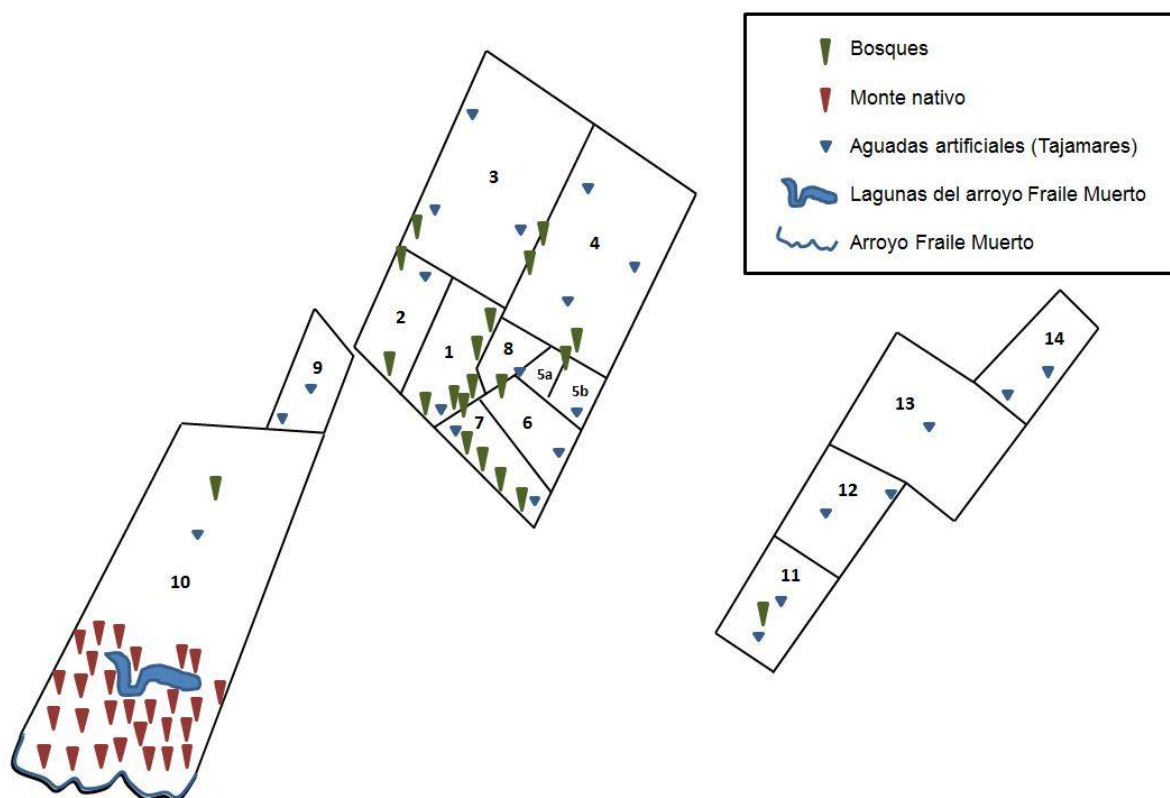 Bosques
Monte nativo
Aguadas artificiales (Tajamares)
Lagunas del arroyo Fraile Muerto
Arroyo Fraile Muerto
3
4
2
1
8
5a
5b
7
6
9
10
14
13
12
11